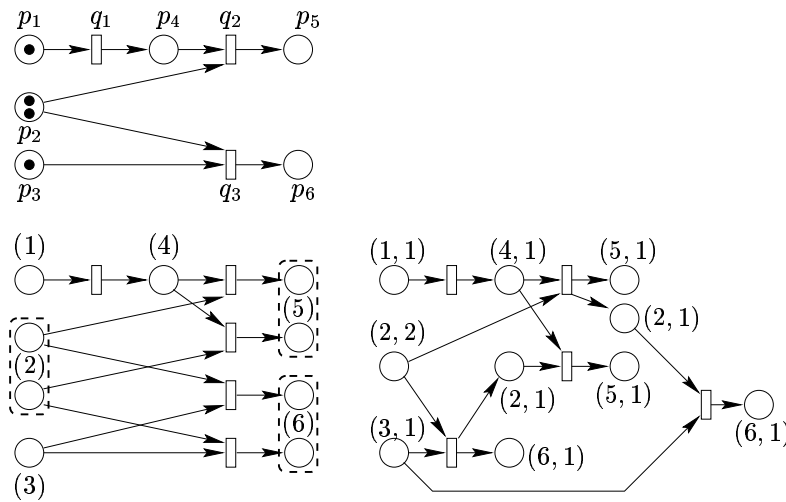 p₁ q₁ p₄ q₂ p₅
p₂
p₃ q₃ p₆
(1) (4)
(5)
(2)
(6)
(3)
(1, 1) (4, 1) (5, 1)
(2, 2) (2, 1)
(2, 1) (5, 1)
(3, 1) (6, 1)
(6, 1)